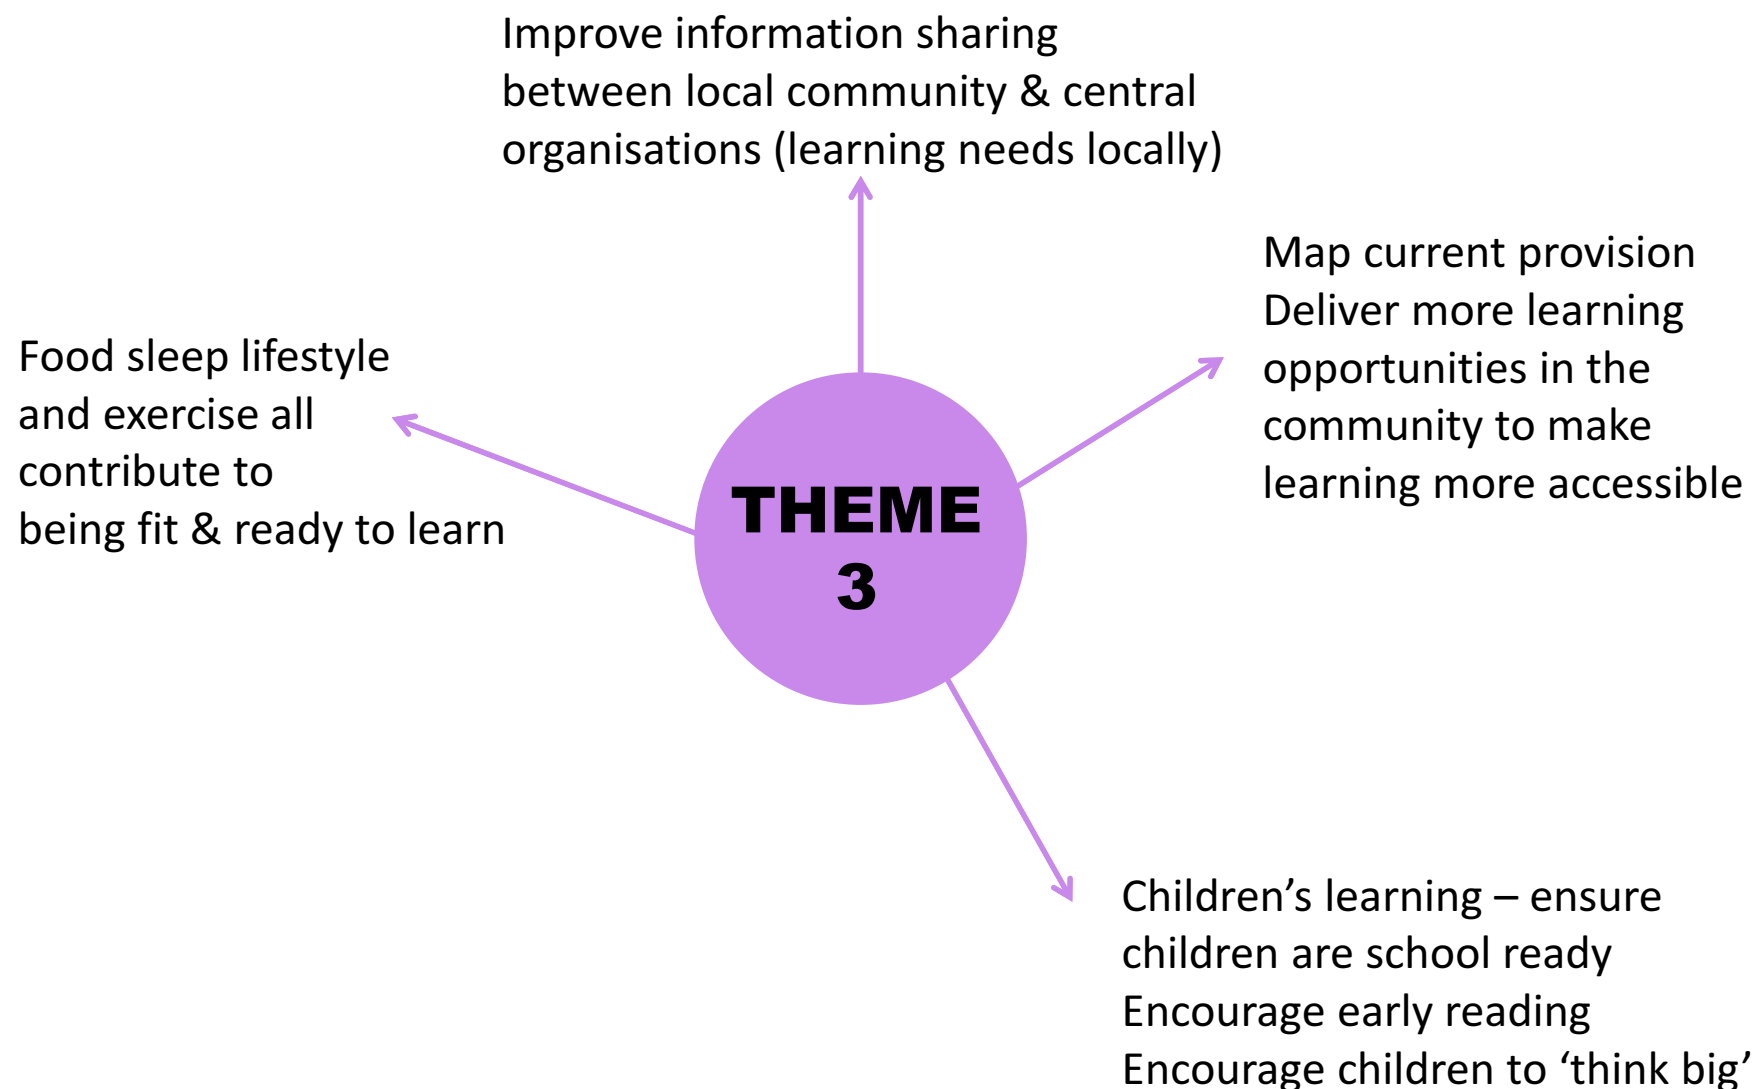 Improve information sharing
between local community & central
organisations (learning needs locally)
Map current provision
Deliver more learning
opportunities in the
community to make
learning more accessible
Food sleep lifestyle
and exercise all
contribute to
being fit & ready to learn
THEME
3
Children’s learning – ensure
children are school ready
Encourage early reading
Encourage children to ‘think big’